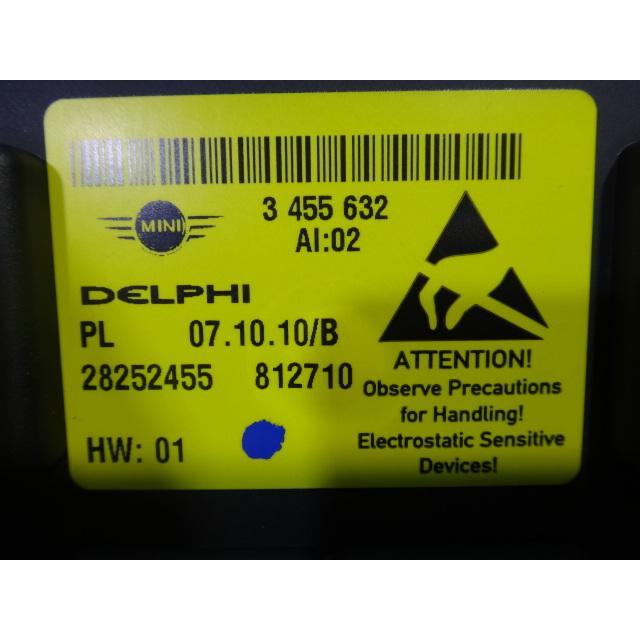 MINI
3 455 632
AI:02
DELPHI
PL 07.10.10/B
28252455 812710
HW: 01
ATTENTION!
Observe Precautions
for Handling!
Electrostatic Sensitive
Devices!